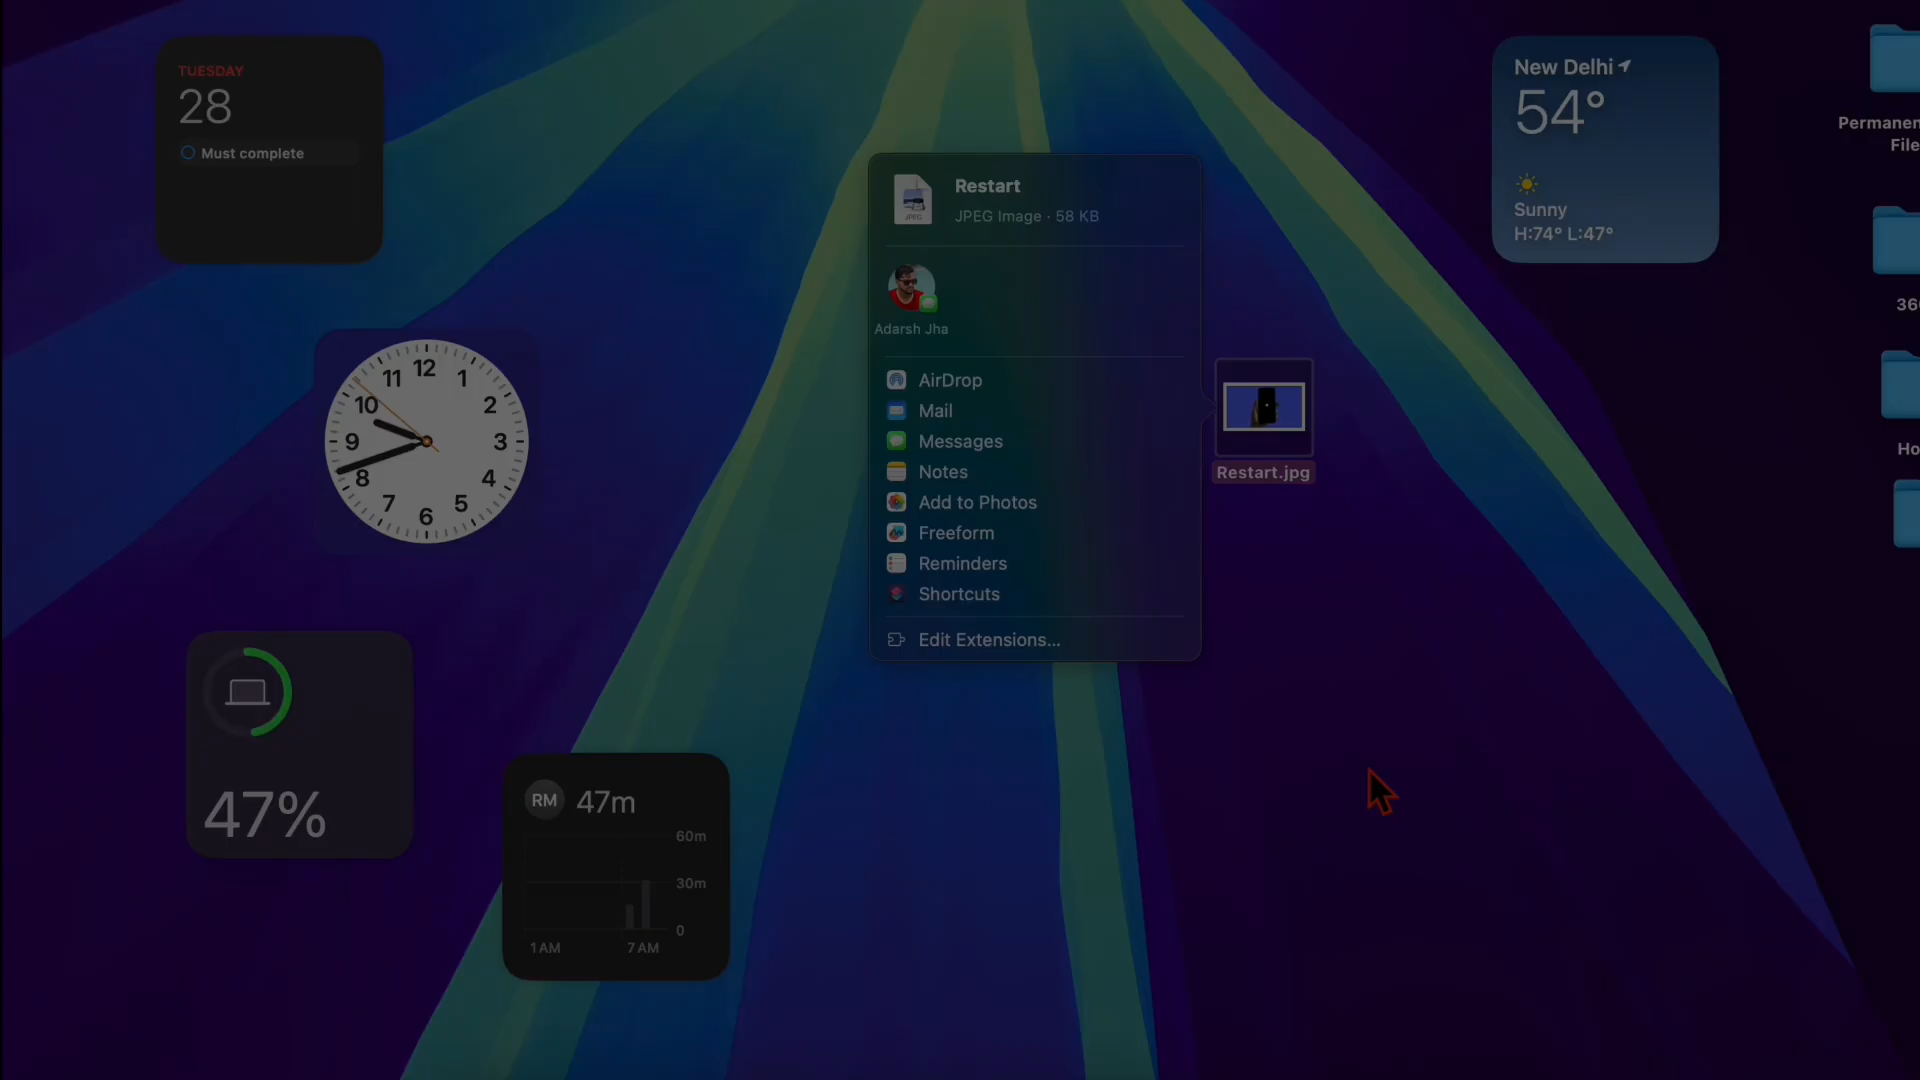 TUESDAY
28
Must complete
12
11
1
10
2
9
3
8
4
7
5
6
47%
RM
47m
60m
30m
0
1 AM
7 AM
Restart
JPEG Image · 58 KB
JPEG
Adarsh Jha
AirDrop
Mail
Messages
Notes
Add to Photos
Freeform
Reminders
Shortcuts
Edit Extensions...
Restart.jpg
New Delhi
54°
Sunny
H:74° L:47°
Permanen
File
36
Ho